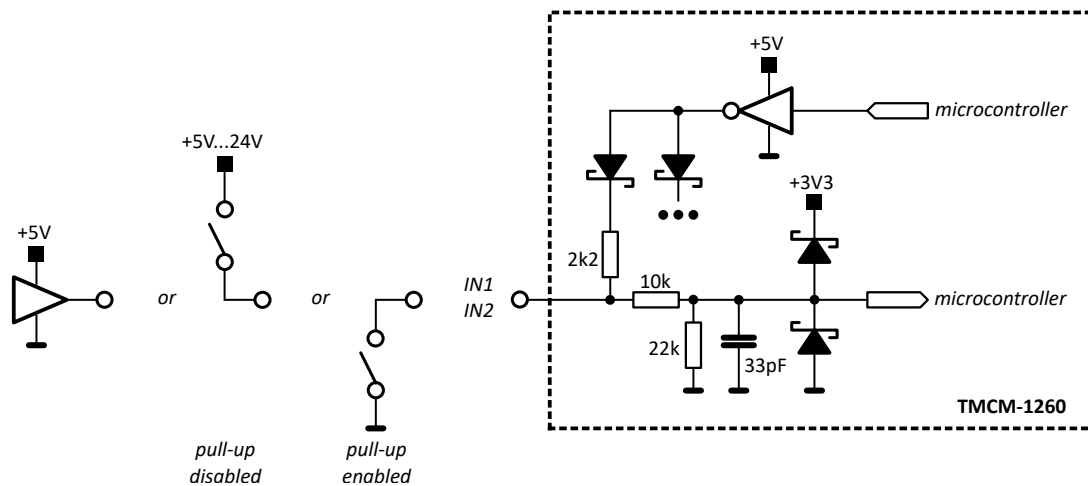 +5V
microcontroller
+5V...24V
+3V3
+5V
2k2
or
or
IN1
IN2
10k
microcontroller
22k
33pF
TMCM-1260
pull-up
disabled
pull-up
enabled